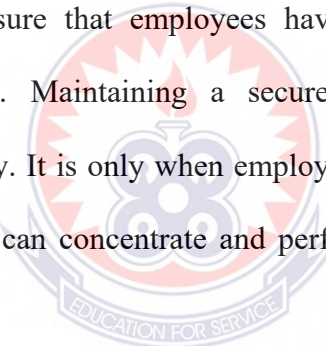 sure that employees hav
. Maintaining a secure
y. It is only when employ
can concentrate and perf
EDUCATION FOR SERVICE